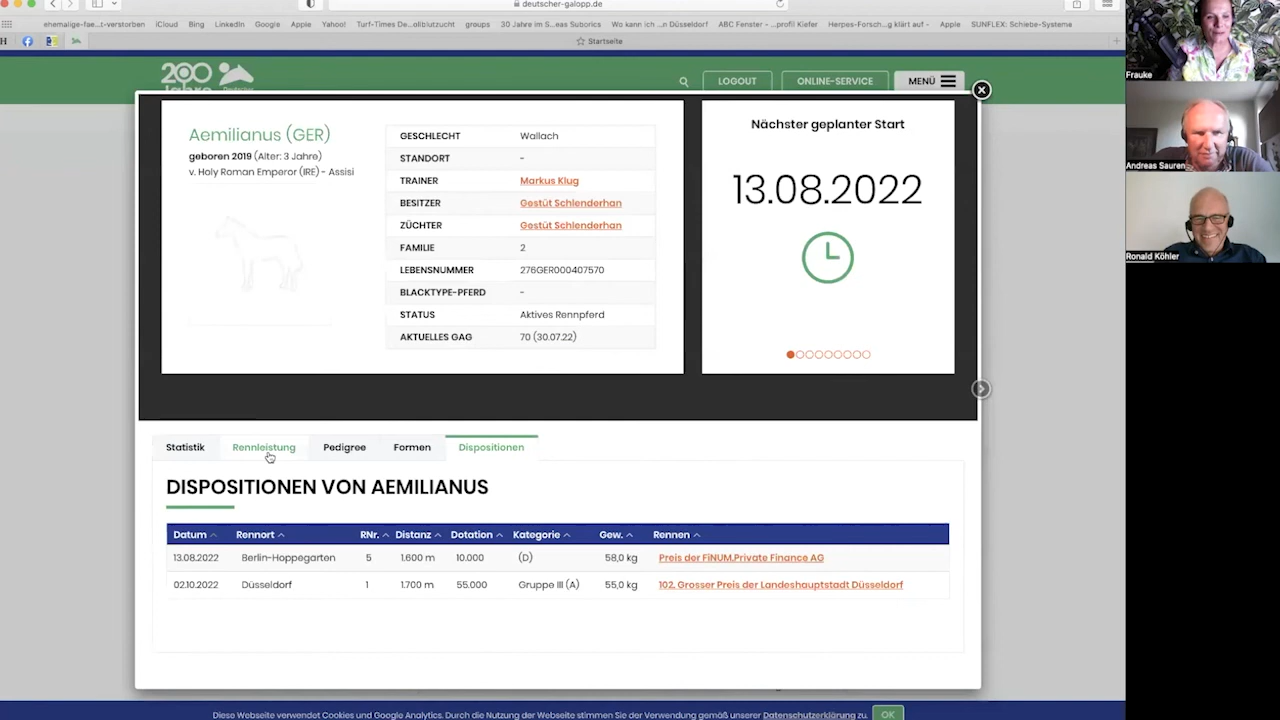 deutscher-galopp.de
ehemalige-fae...t-verstorben iCloud Bing LinkedIn Google Apple Yahoo! Turf-Times De...ollblutzucht groups 30 Jahre im S...eas Suborics Wo kann ich ...n Düsseldorf ABC Fenster – ...profil Kiefer Herpes-Forsch...g klärt auf - Apple SUNFLEX: Schiebe-Systema
H
Startseite
200 Jahre
LOGOUT ONLINE-SERVICE MENÜ
Aemilianus (GER)
geboren 2019 (Alter: 3 Jahre)
v. Holy Roman Emperor (IRE) - Assisi
GESCHLECHT Wallach
STANDORT -
TRAINER Markus Klug
BESITZER Gestüt Schlenderhan
ZÜCHTER Gestüt Schlenderhan
FAMILIE 2
LEBENSNUMMER 276GER000407570
BLACKTYPE-PFERD -
STATUS Aktives Rennpferd
AKTUELLES GAG 70 (30.07.22)
Nächster geplanter Start
13.08.2022
Statistik Rennleistung Pedigree Formen Dispositionen
DISPOSITIONEN VON AEMILIANUS
Datum Rennort RNr. Distanz Dotation Kategorie Gew. Rennen
13.08.2022 Berlin-Hoppegarten 5 1.600 m 10.000 (D) 58,0 kg Preis der FiNUM.Private Finance AG
02.10.2022 Düsseldorf 1 1.700 m 55.000 Gruppe III (A) 55,0 kg 102. Grosser Preis der Landeshauptstadt Düsseldorf
Diese Webseite verwendet Cookies und Google Analytics. Durch die Nutzung der Webseite stimmen Sie der Verwendung gemäß unserer Datenschutzerklärung zu. OK
Frauke
Andreas Sauren
Ronald Köhler